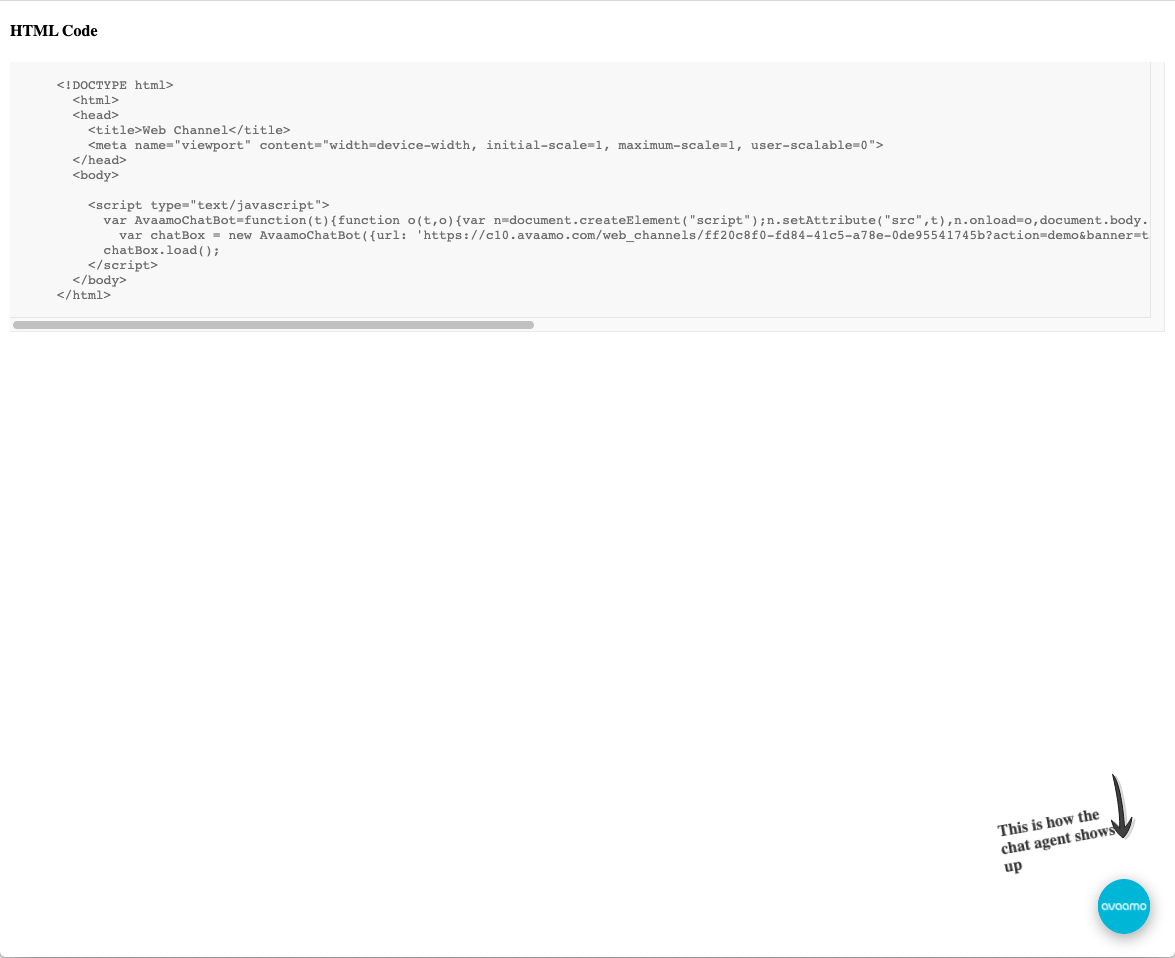 HTML Code
<!DOCTYPE html>
<html>
<head>
<title>Web Channel</title>
<meta name="viewport" content="width=device-width, initial-scale=1, maximum-scale=1, user-scalable=0">
</head>
<body>
<script type="text/javascript">
var AvaamoChatBot=function(t){function o(t,o){var n=document.createElement("script");n.setAttribute("src",t),n.onload=o,document.body.
var chatBox = new AvaamoChatBot({url: 'https://c10.avaamo.com/web_channels/ff20c8f0-fd84-41c5-a78e-0de95541745b?action=demo&banner=t
chatBox.load();
</script>
</body>
</html>
This is how the
chat agent shows
up
avaamo